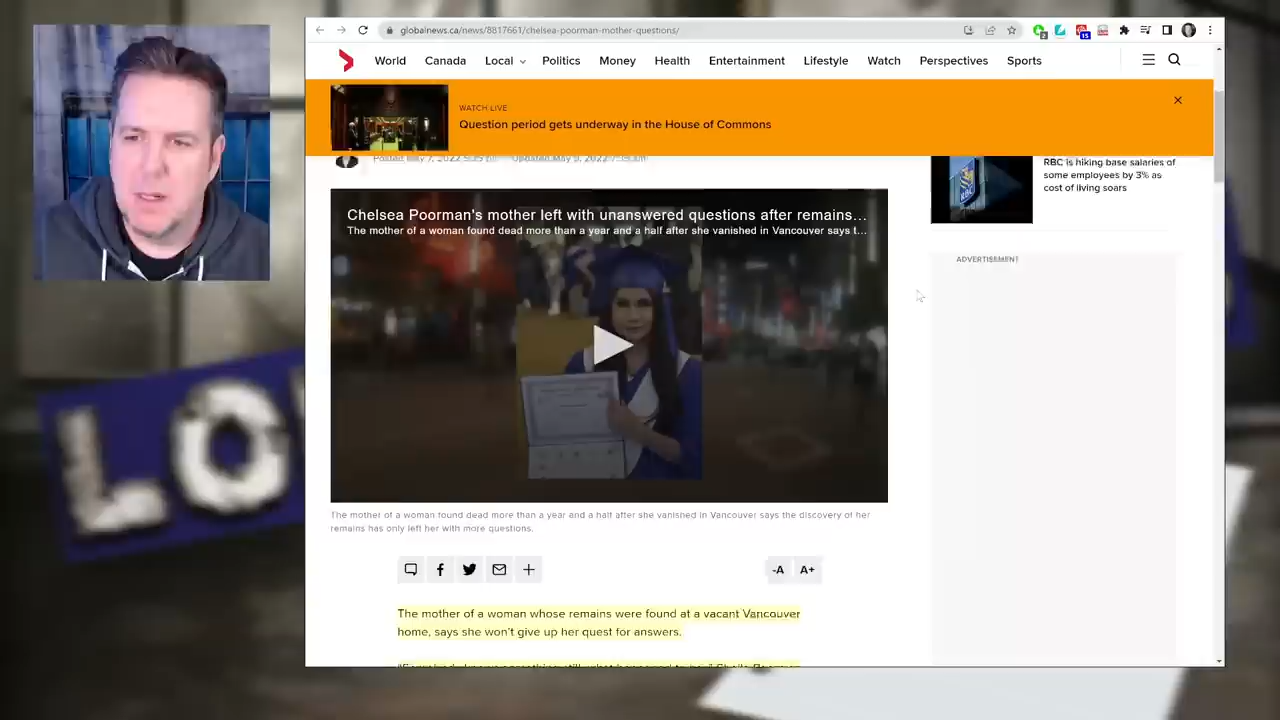 globalnews.ca/news/8817661/chelsea-poorman-mother-questions/
World Canada Local Politics Money Health Entertainment Lifestyle Watch Perspectives Sports
WATCH LIVE
Question period gets underway in the House of Commons
RBC is hiking base salaries of
some employees by 3% as
cost of living soars
Chelsea Poorman's mother left with unanswered questions after remains...
The mother of a woman found dead more than a year and a half after she vanished in Vancouver says t...
ADVERTISEMENT
The mother of a woman found dead more than a year and a half after she vanished in Vancouver says the discovery of her
remains has only left her with more questions.
-A A+
The mother of a woman whose remains were found at a vacant Vancouver
home, says she won't give up her quest for answers.
LO